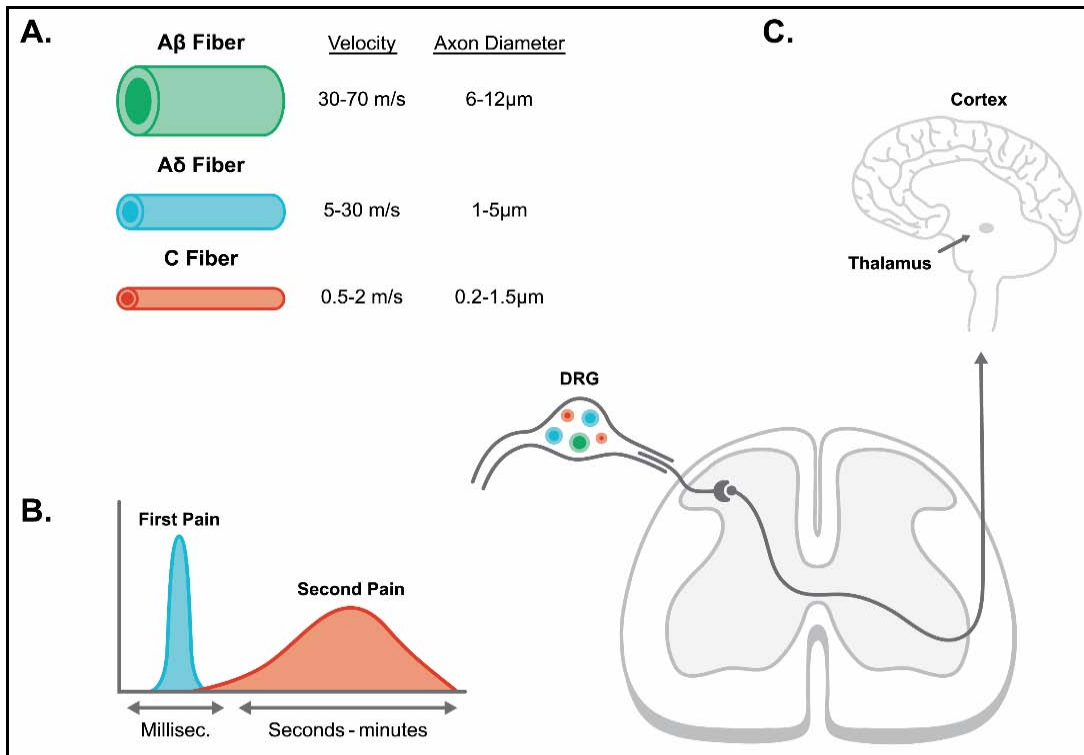 A.
Aβ Fiber
Velocity
Axon Diameter
30-70 m/s
6-12µm
Aδ Fiber
5-30 m/s
1-5µm
C Fiber
0.5-2 m/s
0.2-1.5µm
B.
First Pain
Second Pain
Millisec.
Seconds - minutes
C.
Cortex
Thalamus
DRG